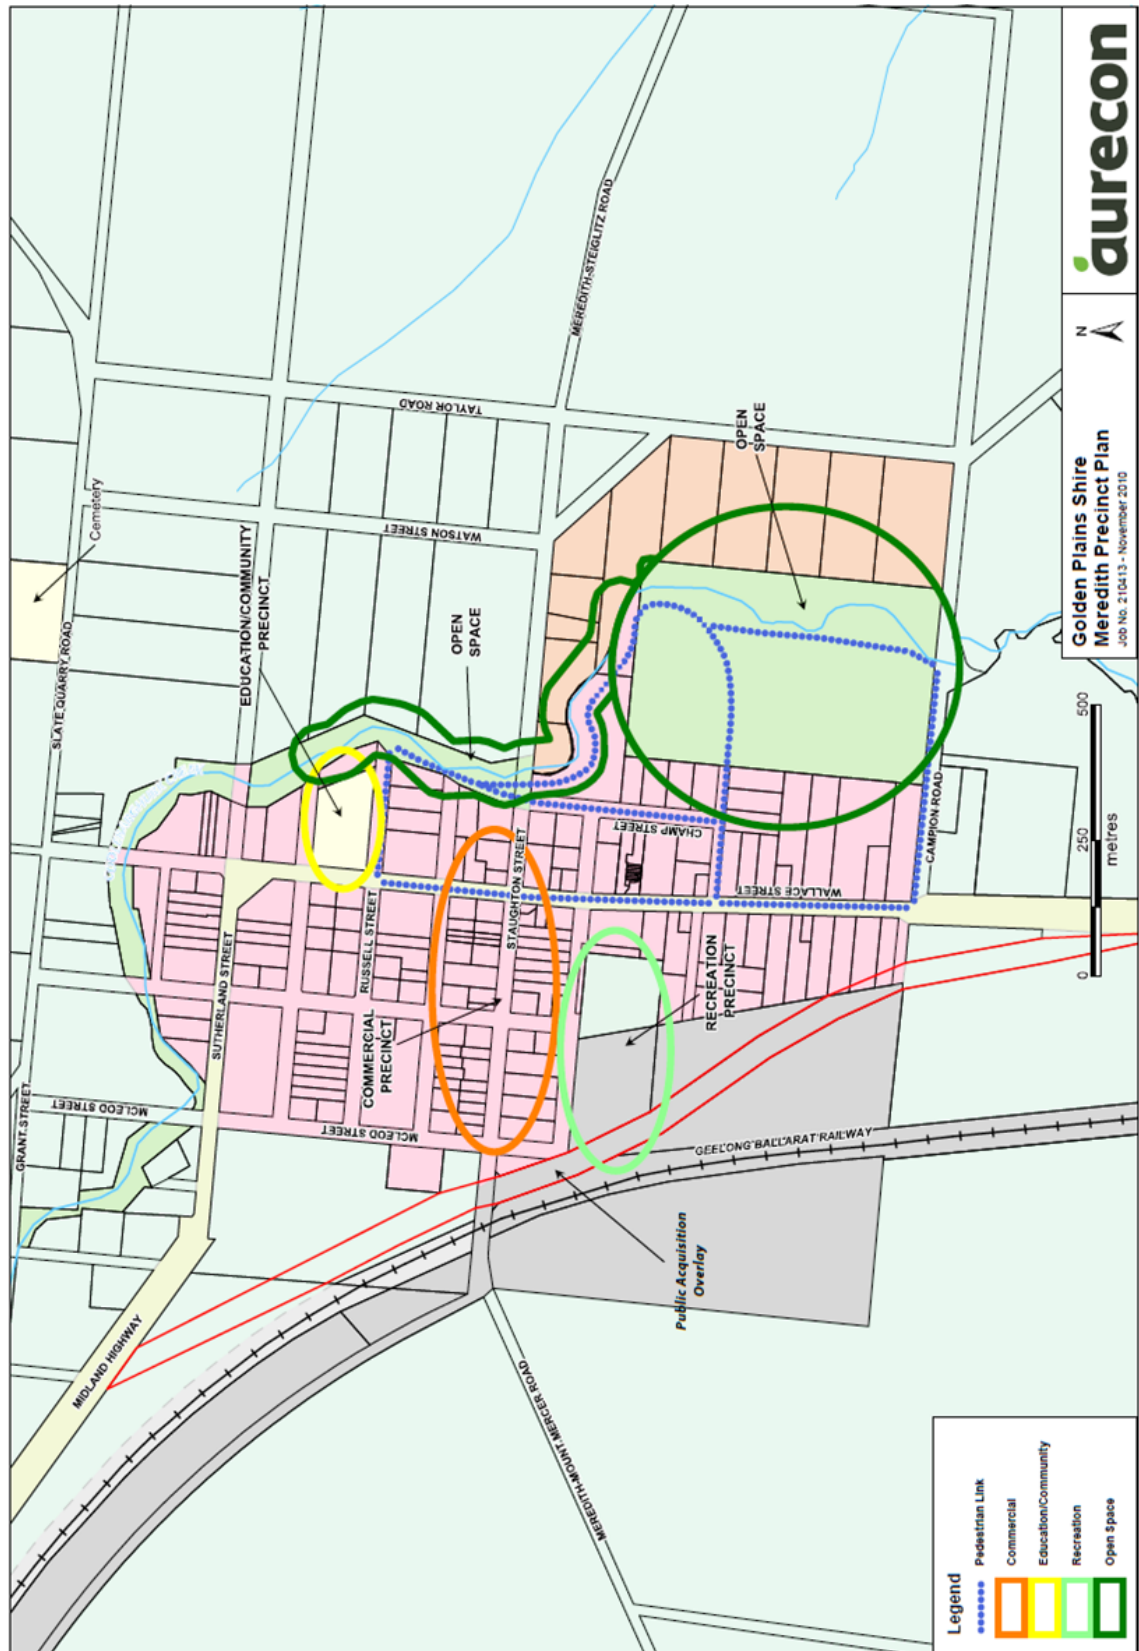 SLATE QUARRY ROAD
Cemetery
EDUCATION/COMMUNITY
PRECINCT
OPEN
SPACE
WATSON STREET
TAYLOR ROAD
MEREDITH-STEIGLITZ ROAD
OPEN
SPACE
GRANT STREET
MCLEOD STREET
SUTHERLAND STREET
RUSSELL STREET
COMMERCIAL
PRECINCT
MCLEOD STREET
STAUGHTON STREET
CHAMP STREET
WALLACE STREET
CAMPION ROAD
RECREATION
PRECINCT
MIDLAND HIGHWAY
GEELONG BALLARAT RAILWAY
Public Acquisition
Overlay
MEREDITH-MOUNT MERCER ROAD
Legend
Pedestrian Link
Commercial
Education/Community
Recreation
Open Space
0 250 500
metres
Golden Plains Shire
Meredith Precinct Plan
Job No. 210413 - November 2010
N
aurecon